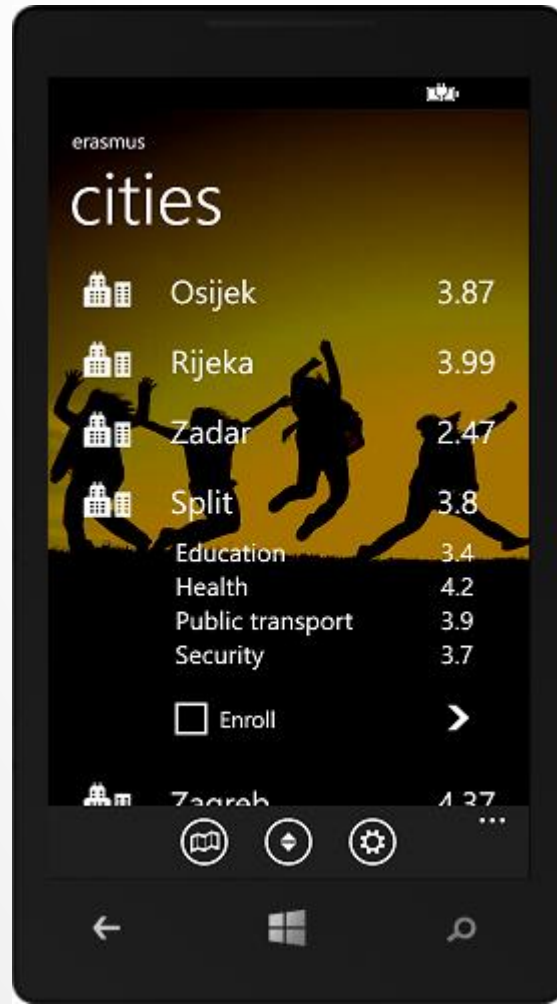 erasmus
cities
Osijek 3.87
Rijeka 3.99
Zadar 2.47
Split 3.8
Education 3.4
Health 4.2
Public transport 3.9
Security 3.7
Enroll
Zagreb 4.37